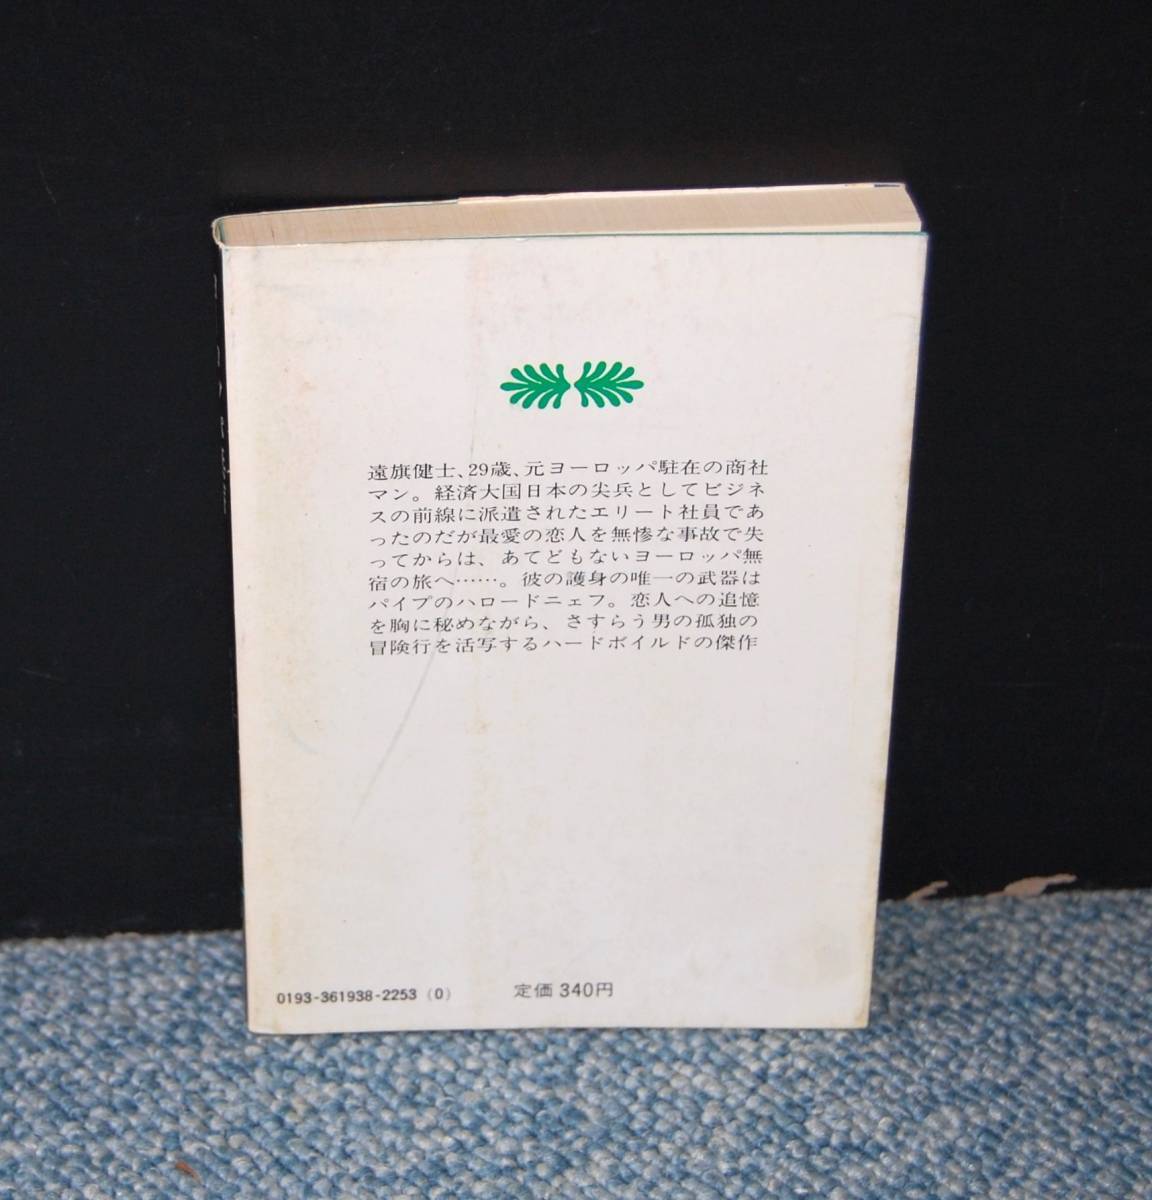 遠旗健士、29歳、元ヨーロッパ駐在の商社
マン。経済大国日本の尖兵としてビジネ
スの前線に派遣されたエリート社員であ
ったのだが最愛の恋人を無惨な事故で失
ってからは、あてどもないヨーロッパ無
宿の旅へ……。彼の護身の唯一の武器は
パイプのハロードニェフ。恋人への追憶
を胸に秘めながら、さすらう男の孤独の
冒険行を活写するハードボイルドの傑作
0193-361938-2253 (0)
定価 340円